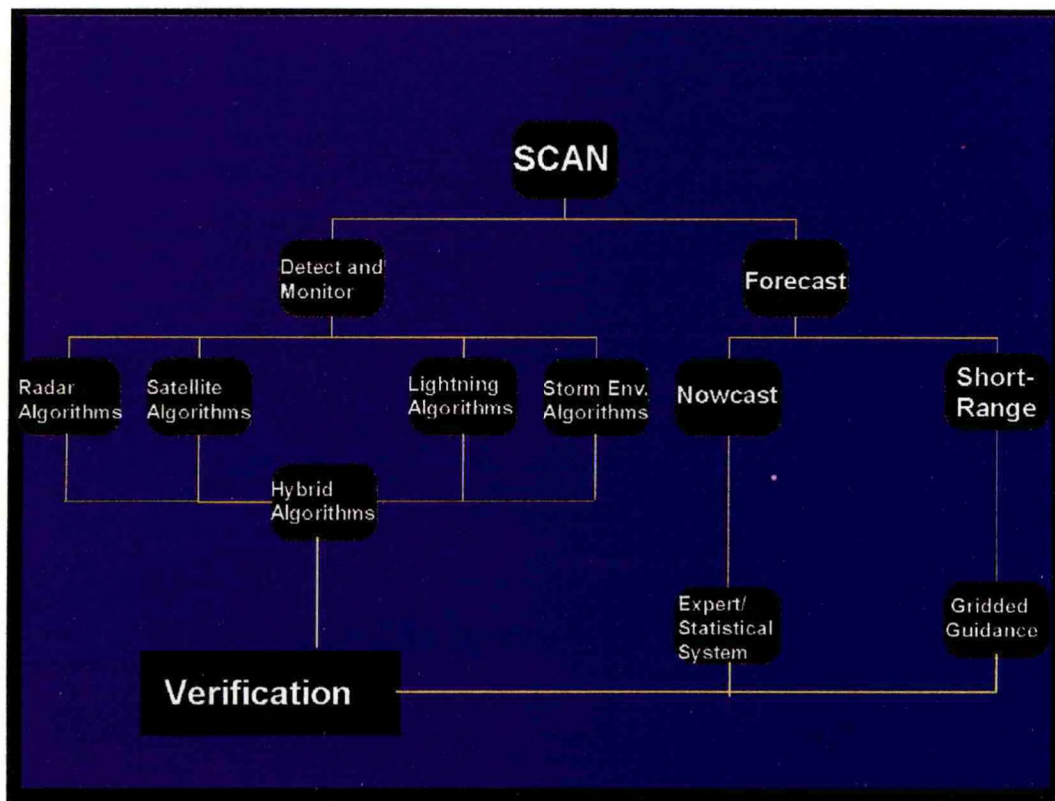 SCAN
Detect and
Monitor
Forecast
Radar
Algorithms
Satellite
Algorithms
Lightning
Algorithms
Storm Env.
Algorithms
Nowcast
Short-
Range
Hybrid
Algorithms
Expert/
Statistical
System
Gridded
Guidance
Verification